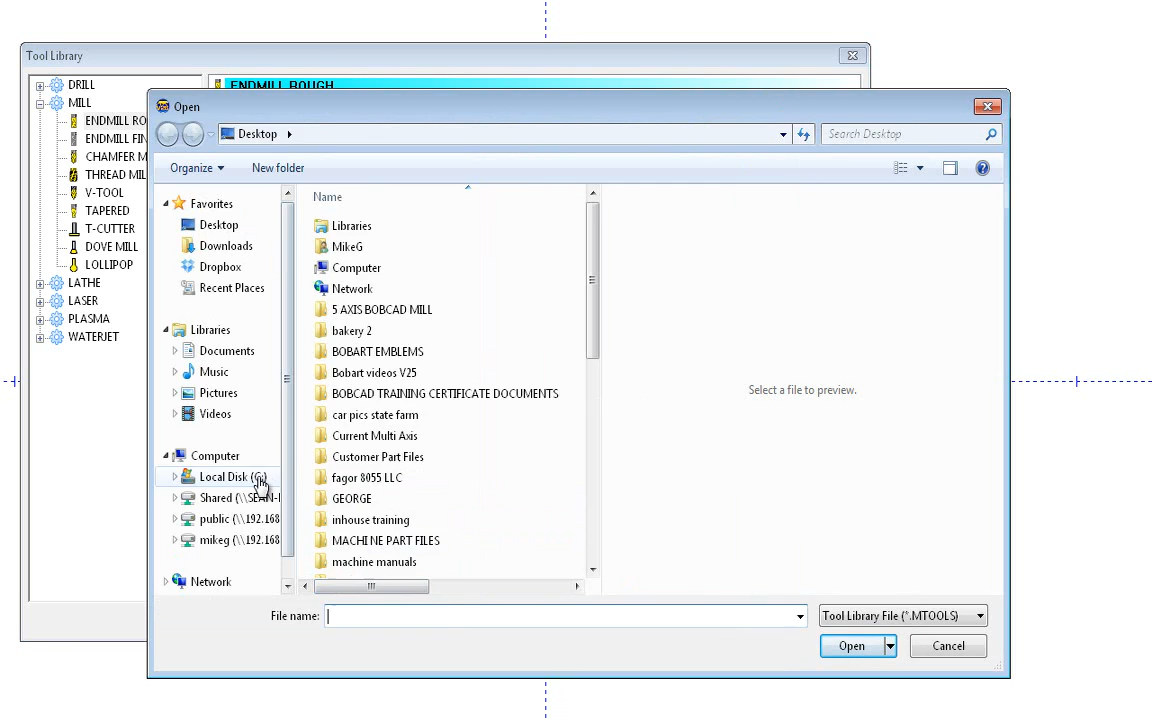 Tool Library
DRILL
MILL
ENDMILL RO
ENDMILL FIN
CHAMFER M
THREAD MIL
V-TOOL
TAPERED
T-CUTTER
DOVE MILL
LOLLIPOP
LATHE
LASER
PLASMA
WATERJET
ENDMILL ROUGH
Open
Desktop
Search Desktop
Organize
New folder
Favorites
Desktop
Downloads
Dropbox
Recent Places
Libraries
Documents
Music
Pictures
Videos
Computer
Local Disk (C:)
Shared (\\SEAN-
public (\\192.168
mikeg (\\192.168
Network
Name
Libraries
MikeG
Computer
Network
5 AXIS BOBCAD MILL
bakery 2
BOBART EMBLEMS
Bobart videos V25
BOBCAD TRAINING CERTIFICATE DOCUMENTS
car pics state farm
Current Multi Axis
Customer Part Files
fagor 8055 LLC
GEORGE
inhouse training
MACHINE PART FILES
machine manuals
Select a file to preview.
File name:
Tool Library File (*.MTOOLS)
Open
Cancel